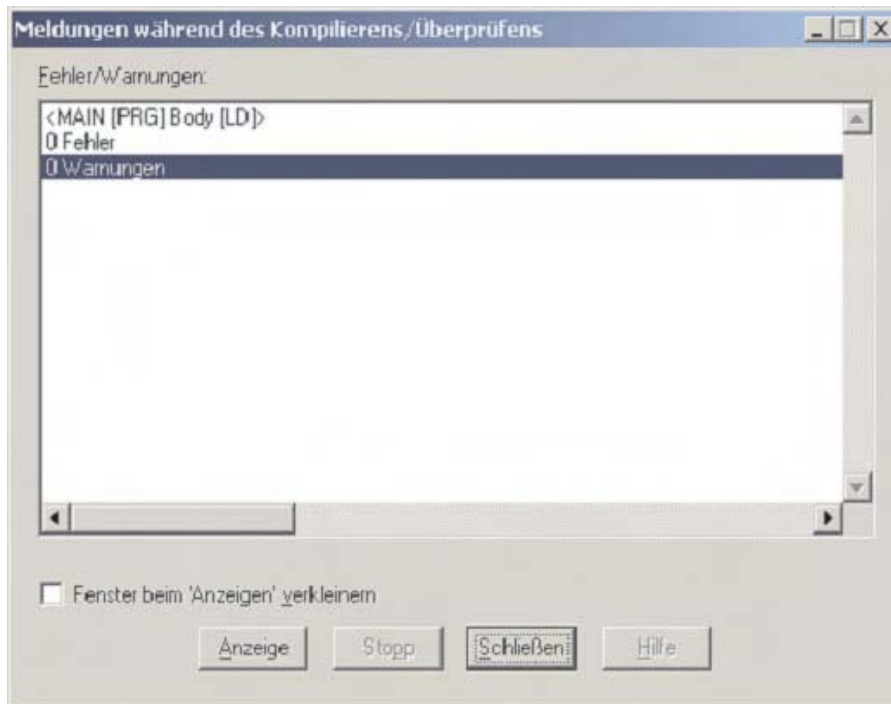 Meldungen während des Kompilierens/Überprüfens
Fehler/Warnungen:
<MAIN [PRG] Body [LD]>
0 Fehler
0 Warnungen
Fenster beim 'Anzeigen' verkleinern
Anzeige Stopp Schließen Hilfe